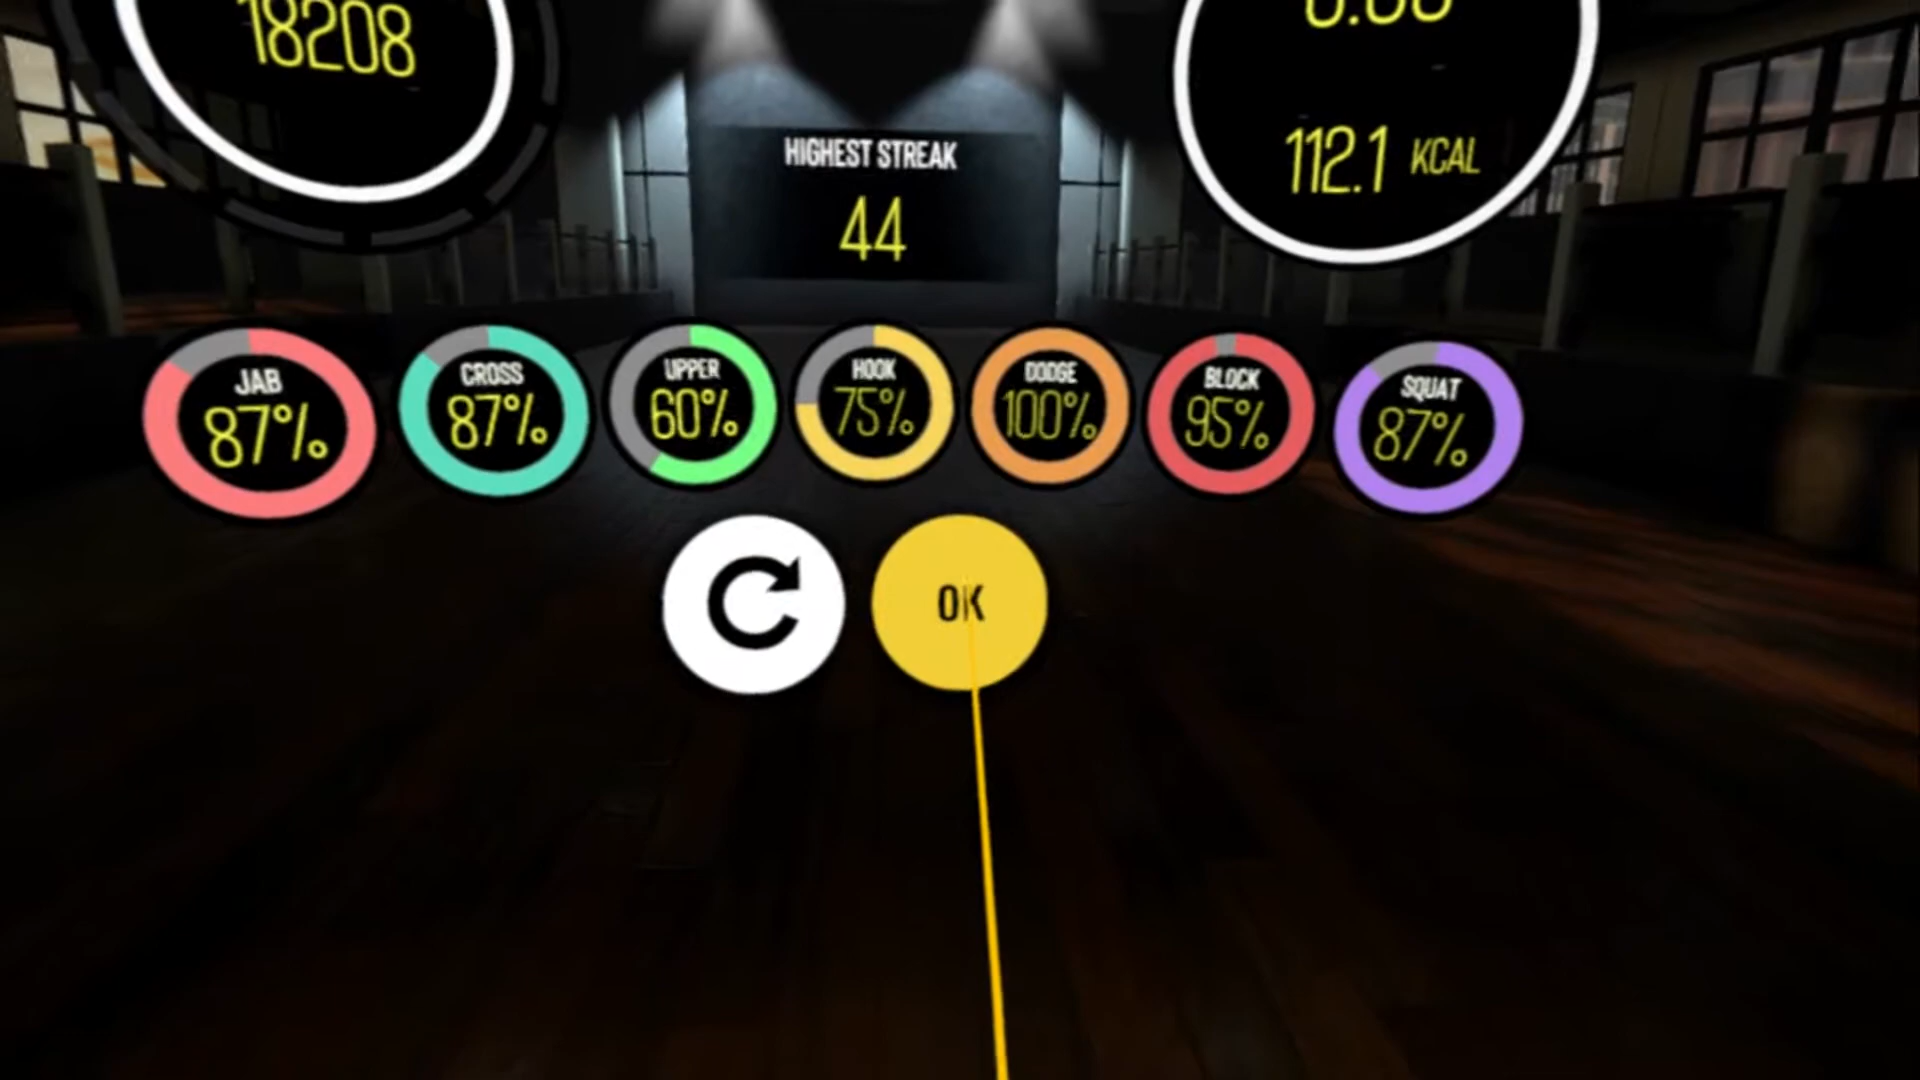 18208
HIGHEST STREAK
44
112.1 KCAL
JAB
87%
CROSS
87%
UPPER
60%
HOOK
75%
DODGE
100%
BLOCK
95%
SQUAT
87%
OK